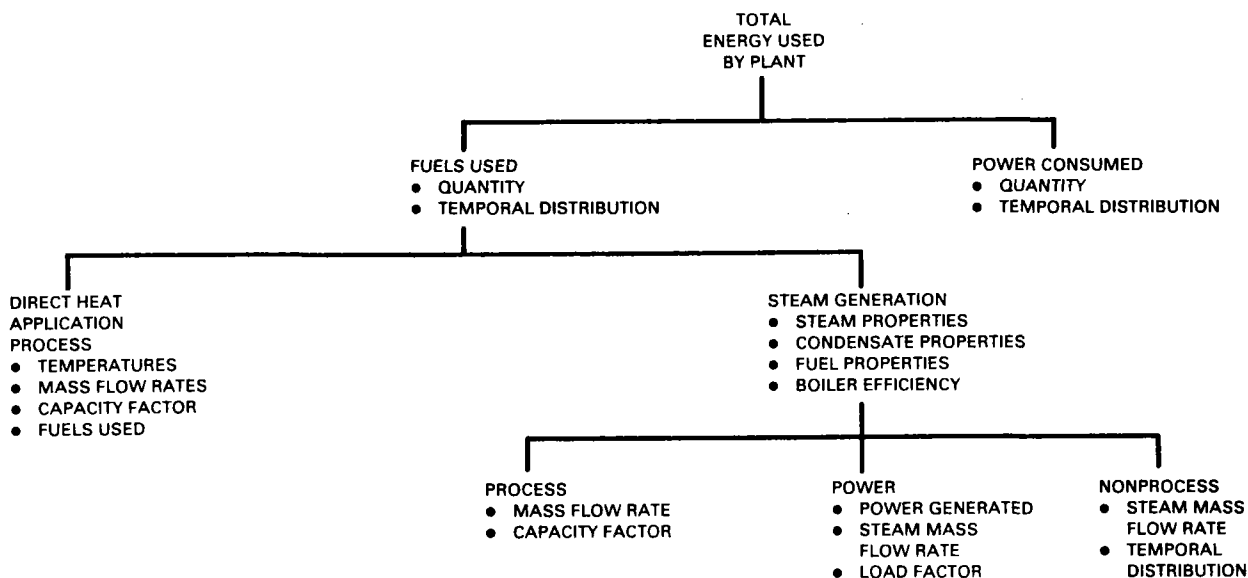 TOTAL
ENERGY USED
BY PLANT
FUELS USED
● QUANTITY
● TEMPORAL DISTRIBUTION
POWER CONSUMED
● QUANTITY
● TEMPORAL DISTRIBUTION
DIRECT HEAT
APPLICATION
PROCESS
● TEMPERATURES
● MASS FLOW RATES
● CAPACITY FACTOR
● FUELS USED
STEAM GENERATION
● STEAM PROPERTIES
● CONDENSATE PROPERTIES
● FUEL PROPERTIES
● BOILER EFFICIENCY
PROCESS
● MASS FLOW RATE
● CAPACITY FACTOR
POWER
● POWER GENERATED
● STEAM MASS
FLOW RATE
● LOAD FACTOR
NONPROCESS
● STEAM MASS
FLOW RATE
● TEMPORAL
DISTRIBUTION